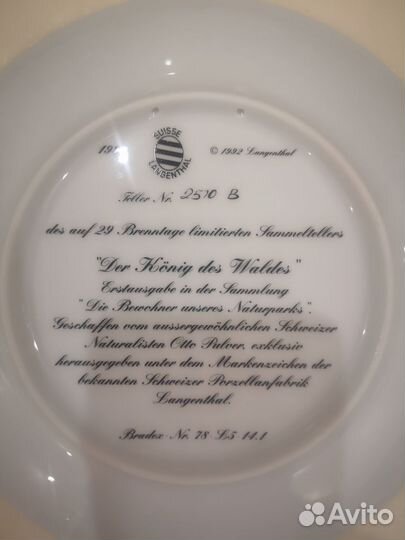 SUISSE
LANGENTHAL
© 1992 Langenthal
Teller Nr. 2570 B
des auf 29 Brenntage limitierten Sammeltellers
"Der König des Waldes"
Erstausgabe in der Sammlung
"Die Bewohner unseres Naturparks".
Geschaffen vom aussergewöhnlichen Schweizer
Naturalisten Otto Pulver, exklusiv
herausgegeben unter dem Markenzeichen der
bekannten Schweizer Porzellanfabrik
Langenthal.
Bradex-Nr. 78 L5 14.1
Avito